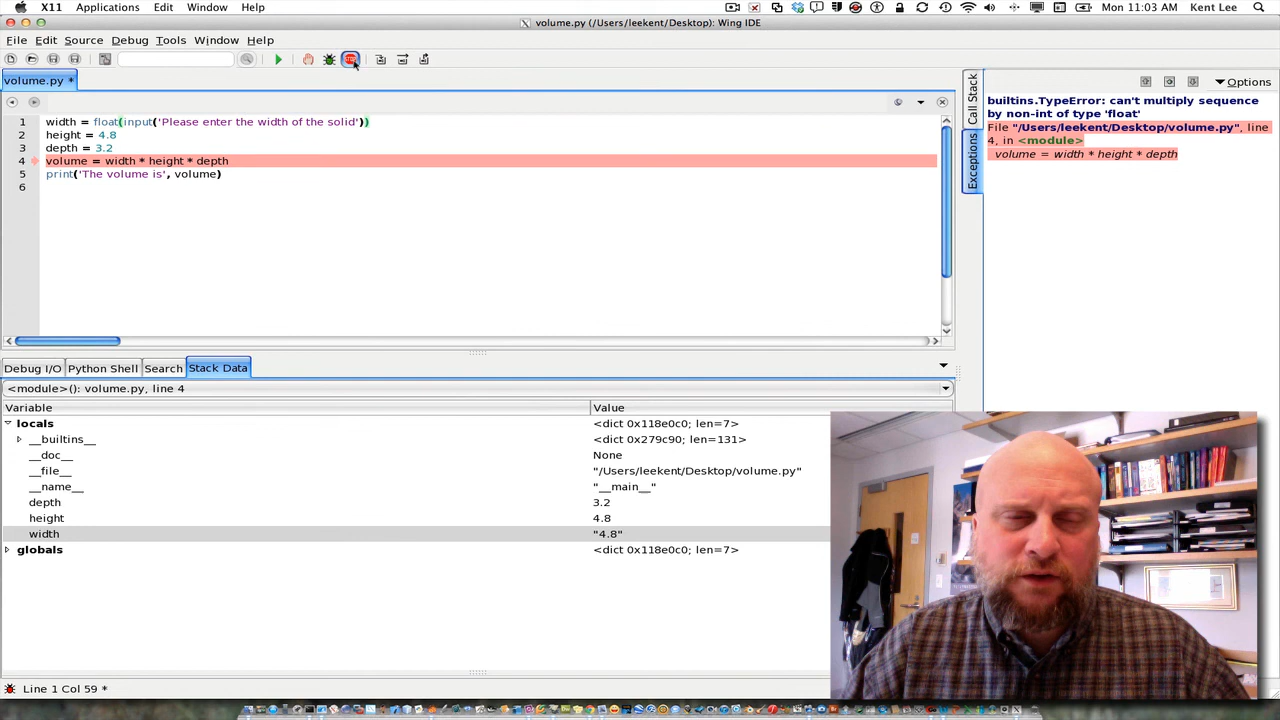 X11 Applications Edit Window Help Mon 11:03 AM Kent Lee
volume.py (/Users/leekent/Desktop): Wing IDE
File Edit Source Debug Tools Window Help
volume.py *
1 width = float(input('Please enter the width of the solid'))
2 height = 4.8
3 depth = 3.2
4 volume = width * height * depth
5 print('The volume is', volume)
6
Call Stack
Exceptions
Options
builtins.TypeError: can't multiply sequence
by non-int of type 'float'
File "/Users/leekent/Desktop/volume.py", line
4, in <module>
volume = width * height * depth
Debug I/O Python Shell Search Stack Data
<module>(): volume.py, line 4
Variable Value
locals <dict 0x118e0c0; len=7>
__builtins__ <dict 0x279c90; len=131>
__doc__ None
__file__ "/Users/leekent/Desktop/volume.py"
__name__ "__main__"
depth 3.2
height 4.8
width "4.8"
globals <dict 0x118e0c0; len=7>
Line 1 Col 59 *